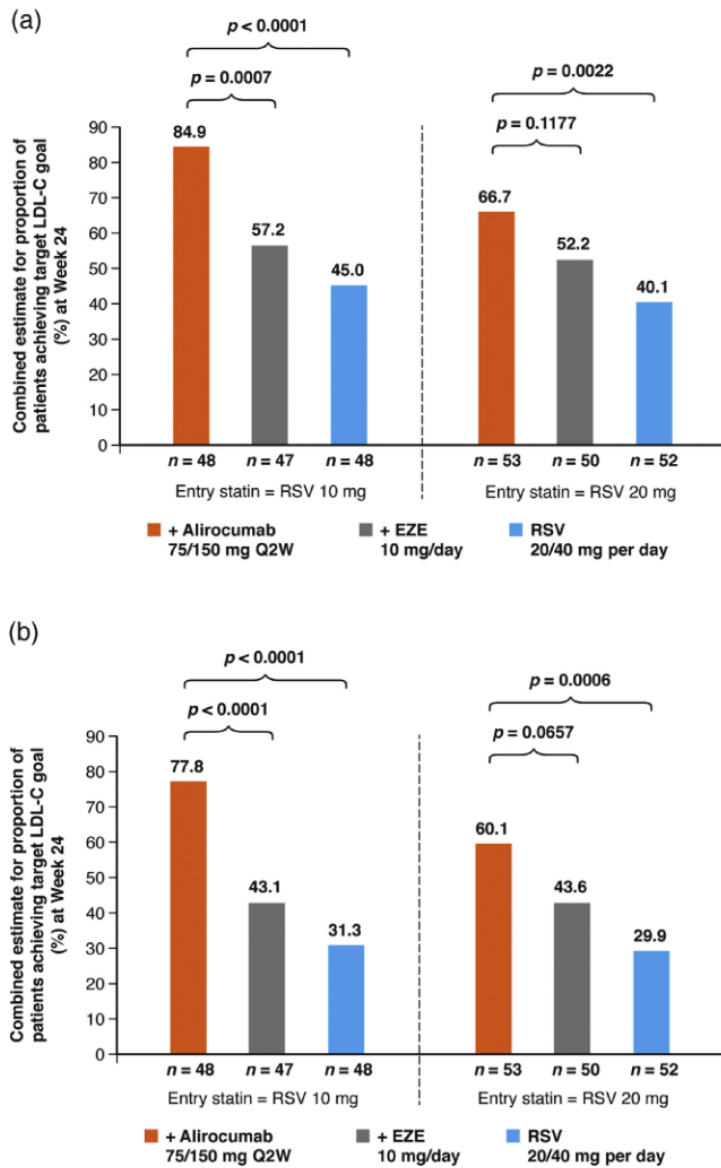 (a)
p < 0.0001
p = 0.0007
p = 0.0022
p = 0.1177
Combined estimate for proportion of
patients achieving target LDL-C goal
(%) at Week 24
90
80
70
60
50
40
30
20
10
0
84.9
57.2
45.0
66.7
52.2
40.1
n = 48
n = 47
n = 48
n = 53
n = 50
n = 52
Entry statin = RSV 10 mg
Entry statin = RSV 20 mg
+ Alirocumab
75/150 mg Q2W
+ EZE
10 mg/day
RSV
20/40 mg per day
(b)
p < 0.0001
p < 0.0001
p = 0.0006
p = 0.0657
Combined estimate for proportion of
patients achieving target LDL-C goal
(%) at Week 24
90
80
70
60
50
40
30
20
10
0
77.8
43.1
31.3
60.1
43.6
29.9
n = 48
n = 47
n = 48
n = 53
n = 50
n = 52
Entry statin = RSV 10 mg
Entry statin = RSV 20 mg
+ Alirocumab
75/150 mg Q2W
+ EZE
10 mg/day
RSV
20/40 mg per day